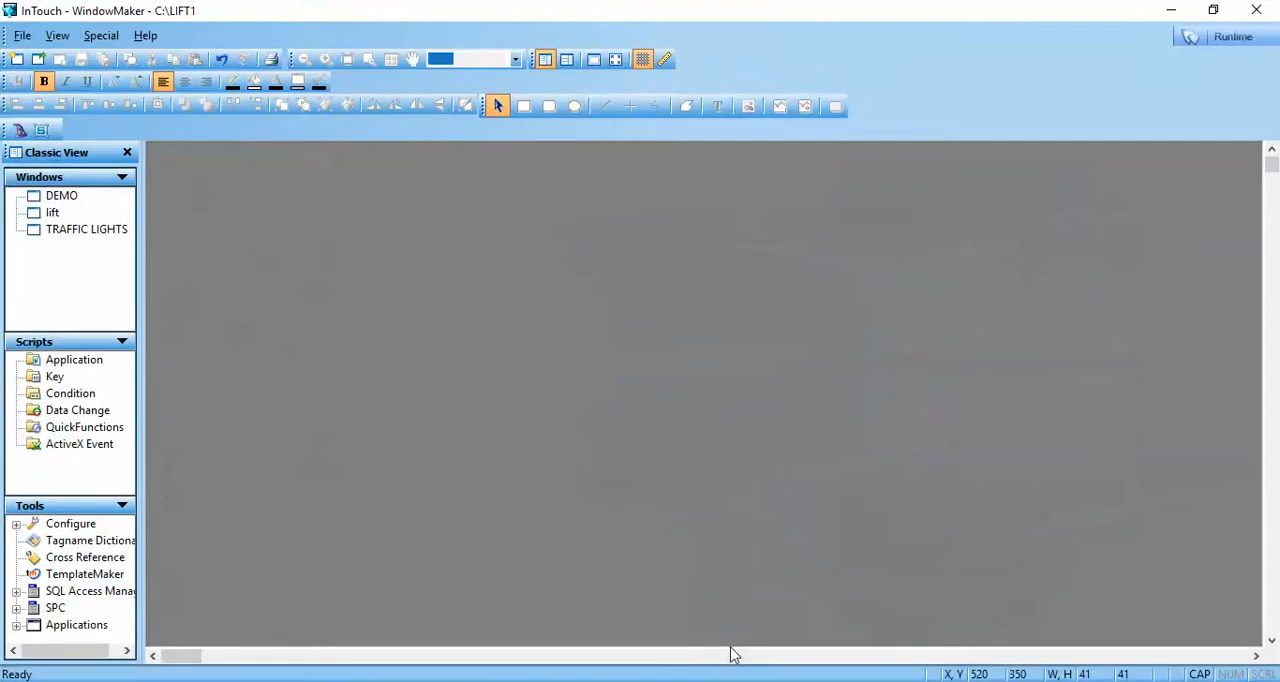 InTouch - WindowMaker - C:\LIFT1
File View Special Help
Runtime
Classic View
Windows
DEMO
lift
TRAFFIC LIGHTS
Scripts
Application
Key
Condition
Data Change
QuickFunctions
ActiveX Event
Tools
Configure
Tagname Dictiona
Cross Reference
TemplateMaker
SQL Access Mana
SPC
Applications
Ready X, Y 520 350 W, H 41 41 CAP NUM SCRL